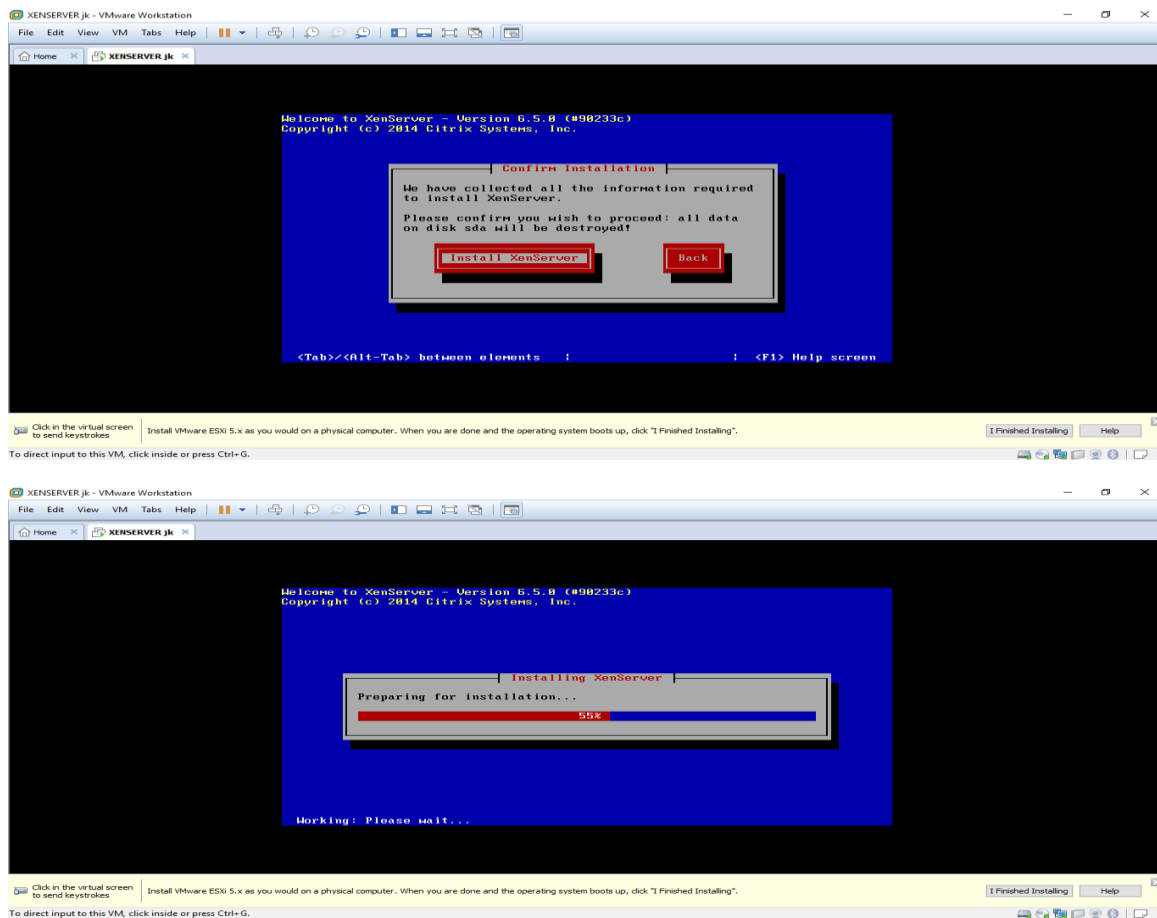 XENSERVER jk - VMware Workstation
File Edit View VM Tabs Help
Home XENSERVER jk
Welcome to XenServer - Version 6.5.0 (#90233c)
Copyright (c) 2014 Citrix Systems, Inc.
Confirm Installation
We have collected all the information required
to install XenServer.
Please confirm you wish to proceed: all data
on disk sda will be destroyed!
Install XenServer Back
<Tab>/<Alt-Tab> between elements | | <F1> Help screen
Click in the virtual screen
to send keystrokes
Install VMware ESXi 5.x as you would on a physical computer. When you are done and the operating system boots up, click "I Finished Installing".
I Finished Installing Help
To direct input to this VM, click inside or press Ctrl+G.
XENSERVER jk - VMware Workstation
File Edit View VM Tabs Help
Home XENSERVER jk
Welcome to XenServer - Version 6.5.0 (#90233c)
Copyright (c) 2014 Citrix Systems, Inc.
Installing XenServer
Preparing for installation...
55%
Working: Please wait...
Click in the virtual screen
to send keystrokes
Install VMware ESXi 5.x as you would on a physical computer. When you are done and the operating system boots up, click "I Finished Installing".
I Finished Installing Help
To direct input to this VM, click inside or press Ctrl+G.